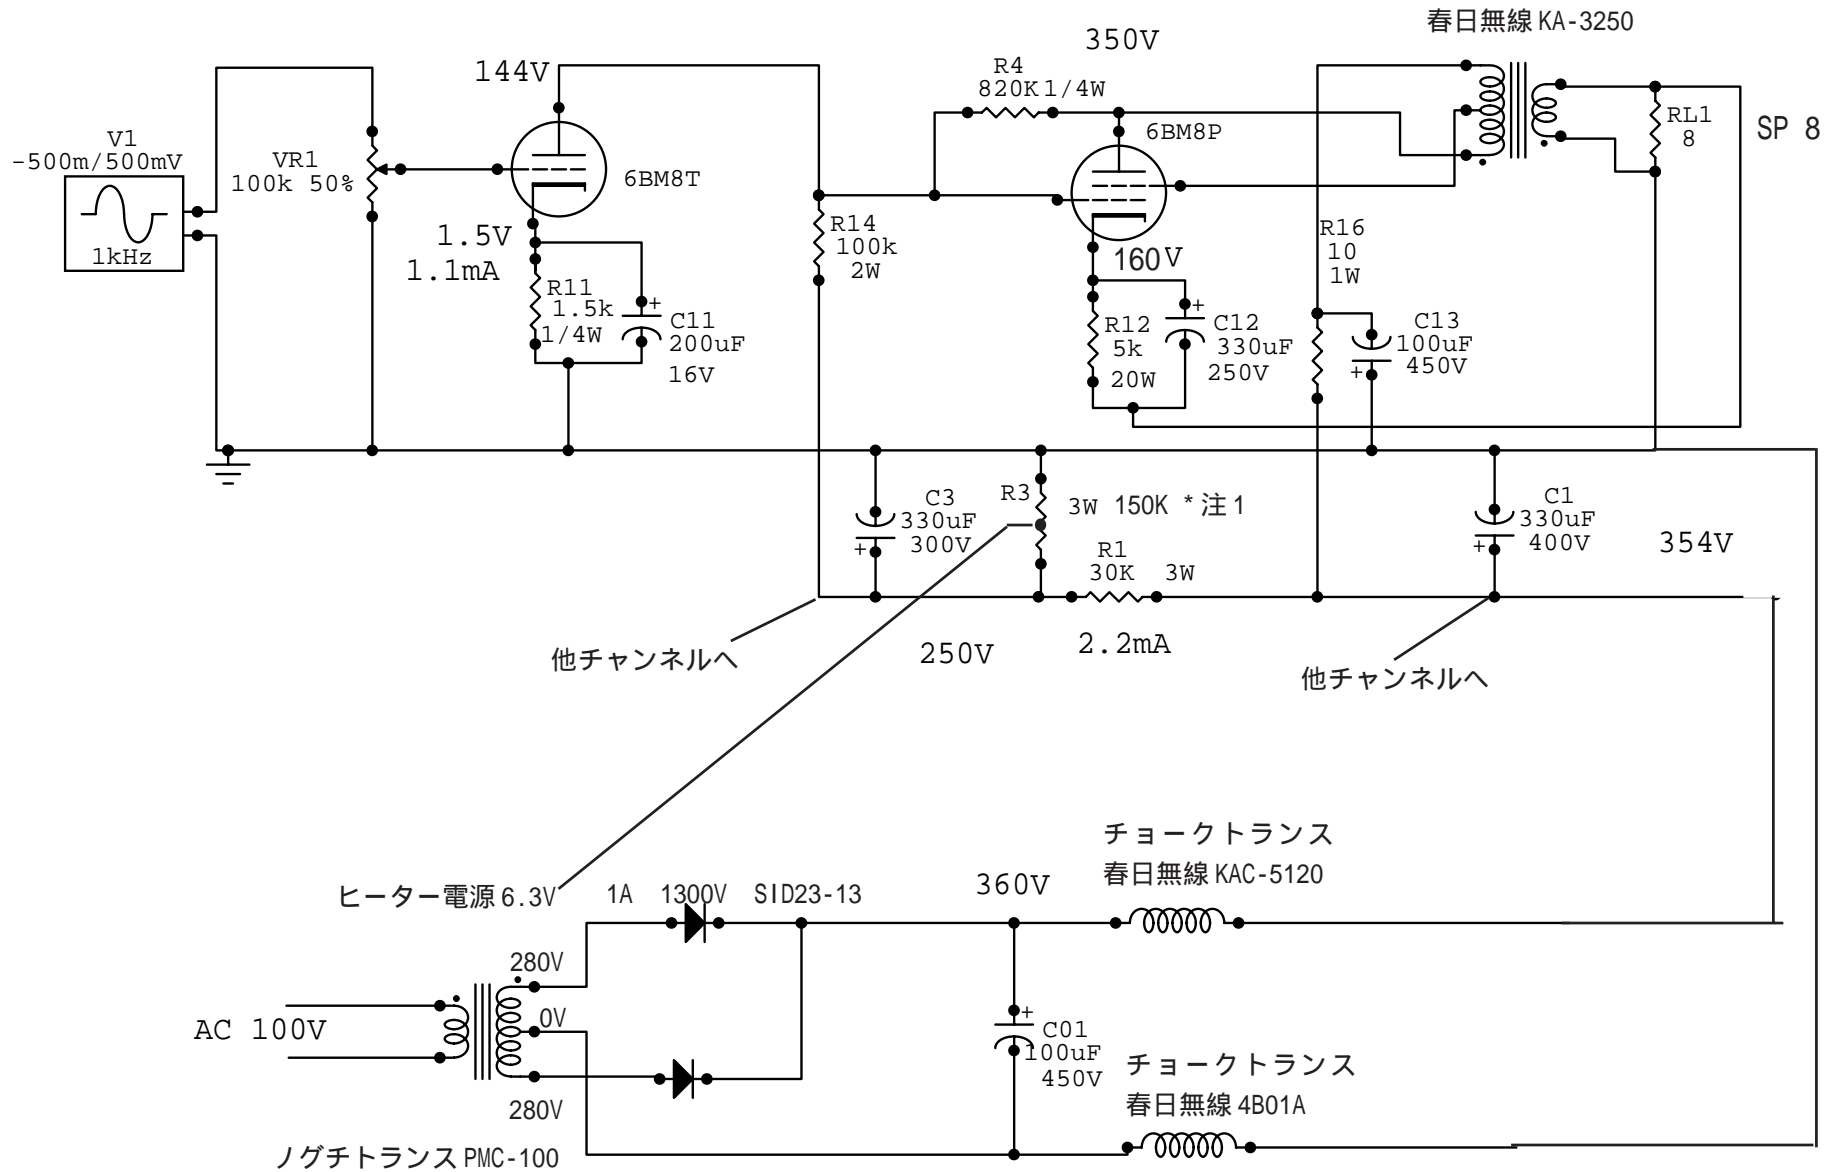 春日無線 KA-3250
350V
144V
R4
820K 1/4W
V1
-500m/500mV
1kHz
VR1
100k 50%
6BM8T
6BM8P
RL1
8
SP 8
1.5V
1.1mA
R11
1.5k
1/4W
C11
200uF
16V
R14
100k
2W
160V
R12
5k
20W
C12
330uF
250V
R16
10
1W
C13
100uF
450V
C3
330uF
300V
R3
3W 150K *注1
R1
30K 3W
C1
330uF
400V
354V
他チャンネルへ
250V
2.2mA
他チャンネルへ
チョークトランス
春日無線 KAC-5120
ヒーター電源 6.3V
1A 1300V SID23-13
360V
280V
0V
280V
AC 100V
C01
100uF
450V
チョークトランス
春日無線 4B01A
ノグチトランス PMC-100